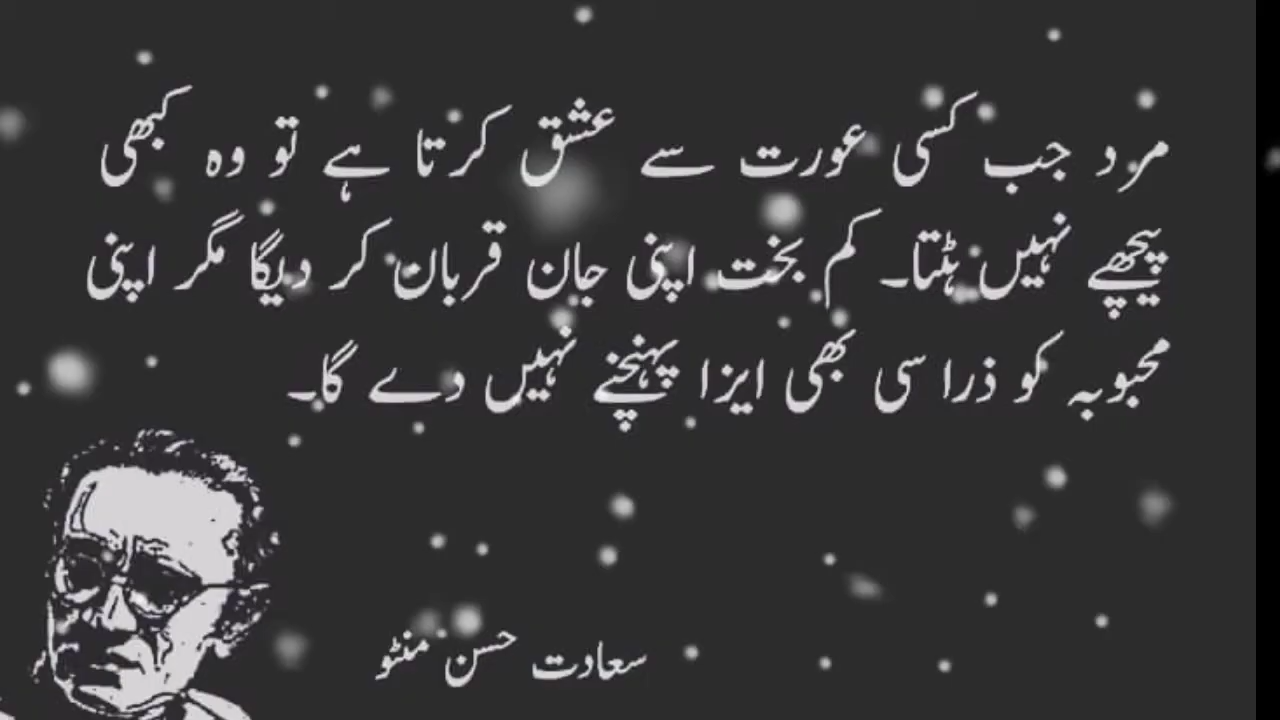 مرد جب کسی عورت سے عشق کرتا ہے تو وہ کبھی
پیچھے نہیں ہٹتا۔ کم بخت اپنی جان قربان کر دیگا مگر اپنی
محبوبہ کو ذرا سی بھی ایزا پہنچنے نہیں دے گا۔
سعادت حسن منٹو